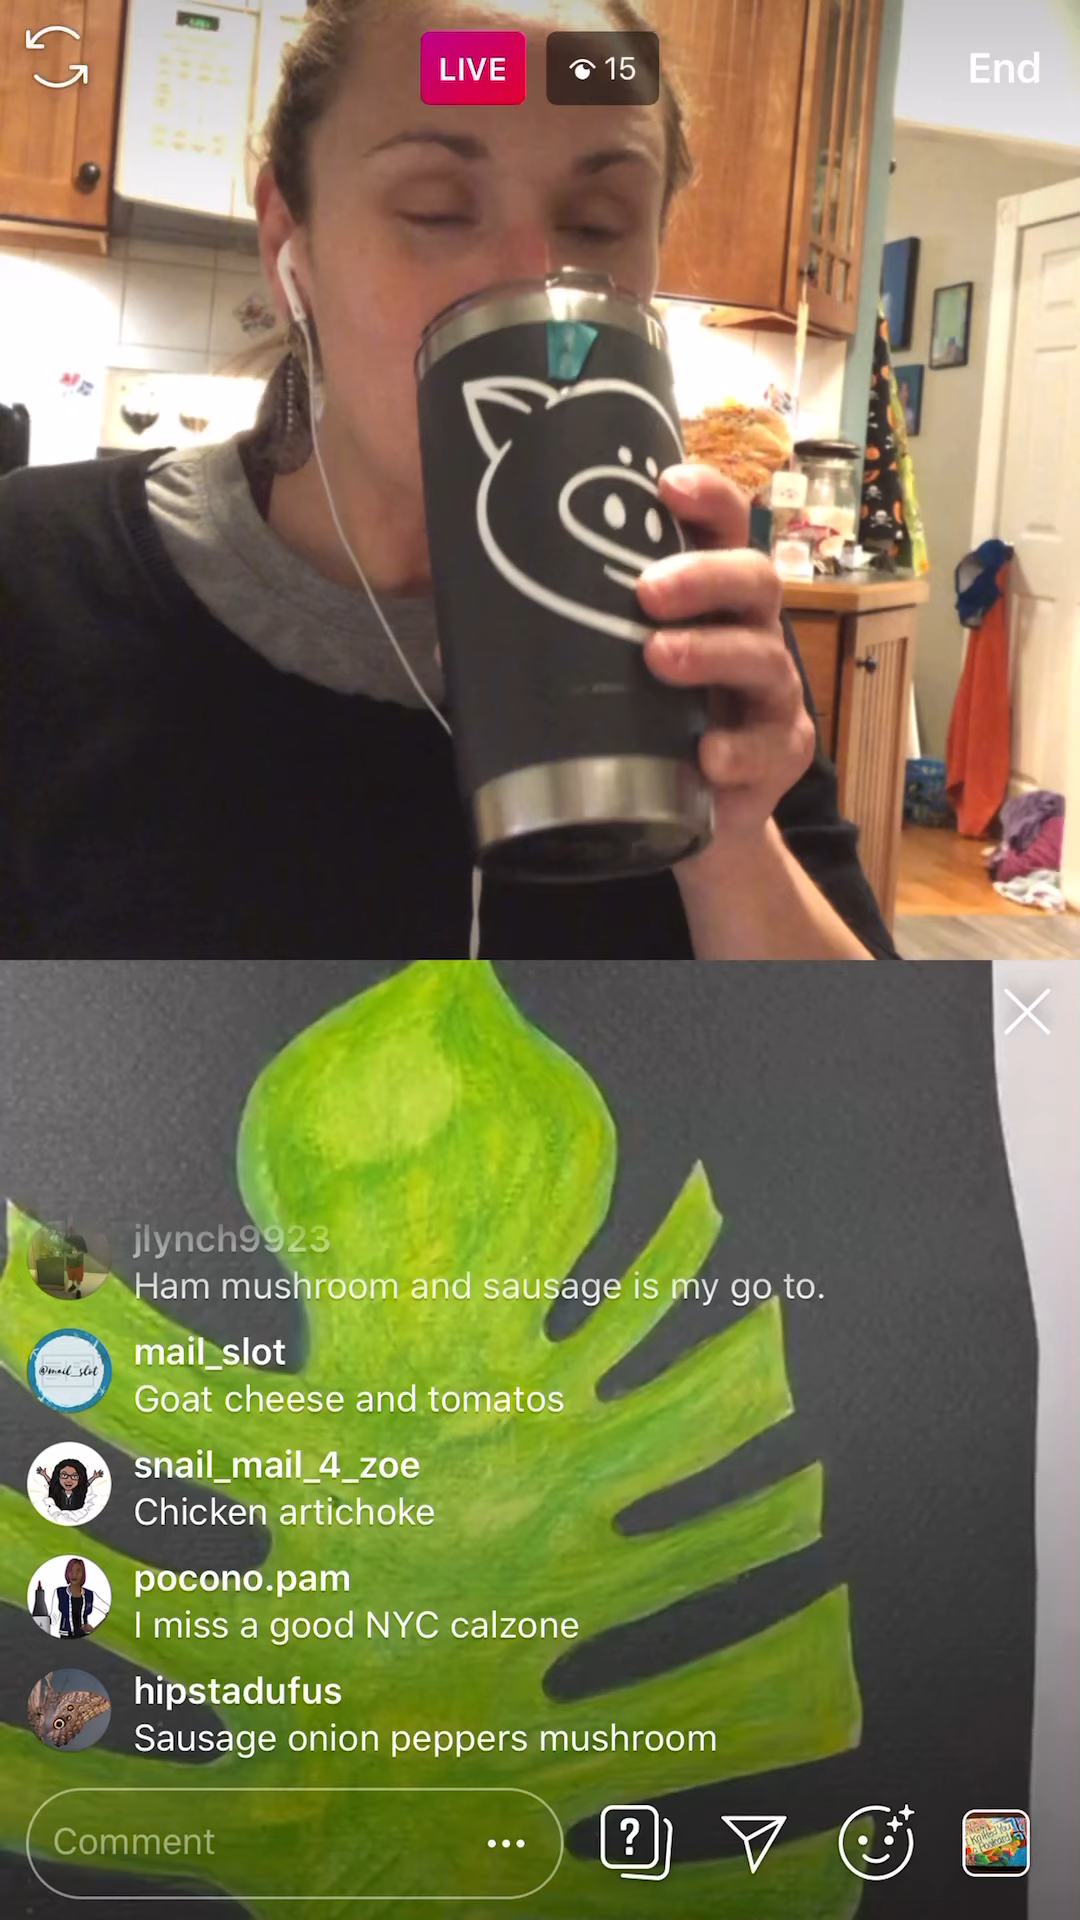 LIVE
15
End
jlynch9923
Ham mushroom and sausage is my go to.
mail_slot
@mail_slot
Goat cheese and tomatos
snail_mail_4_zoe
Chicken artichoke
pocono.pam
I miss a good NYC calzone
hipstadufus
Sausage onion peppers mushroom
Comment
?